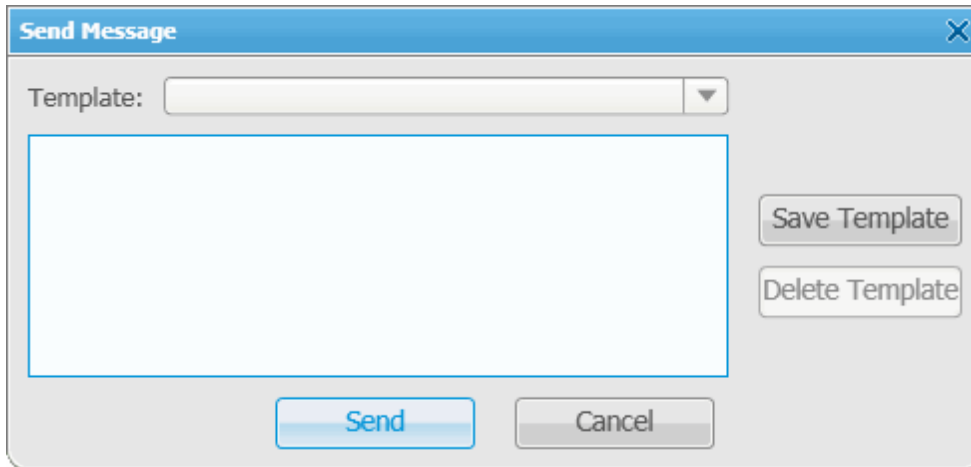 Send Message
Template:
Save Template
Delete Template
Send Cancel